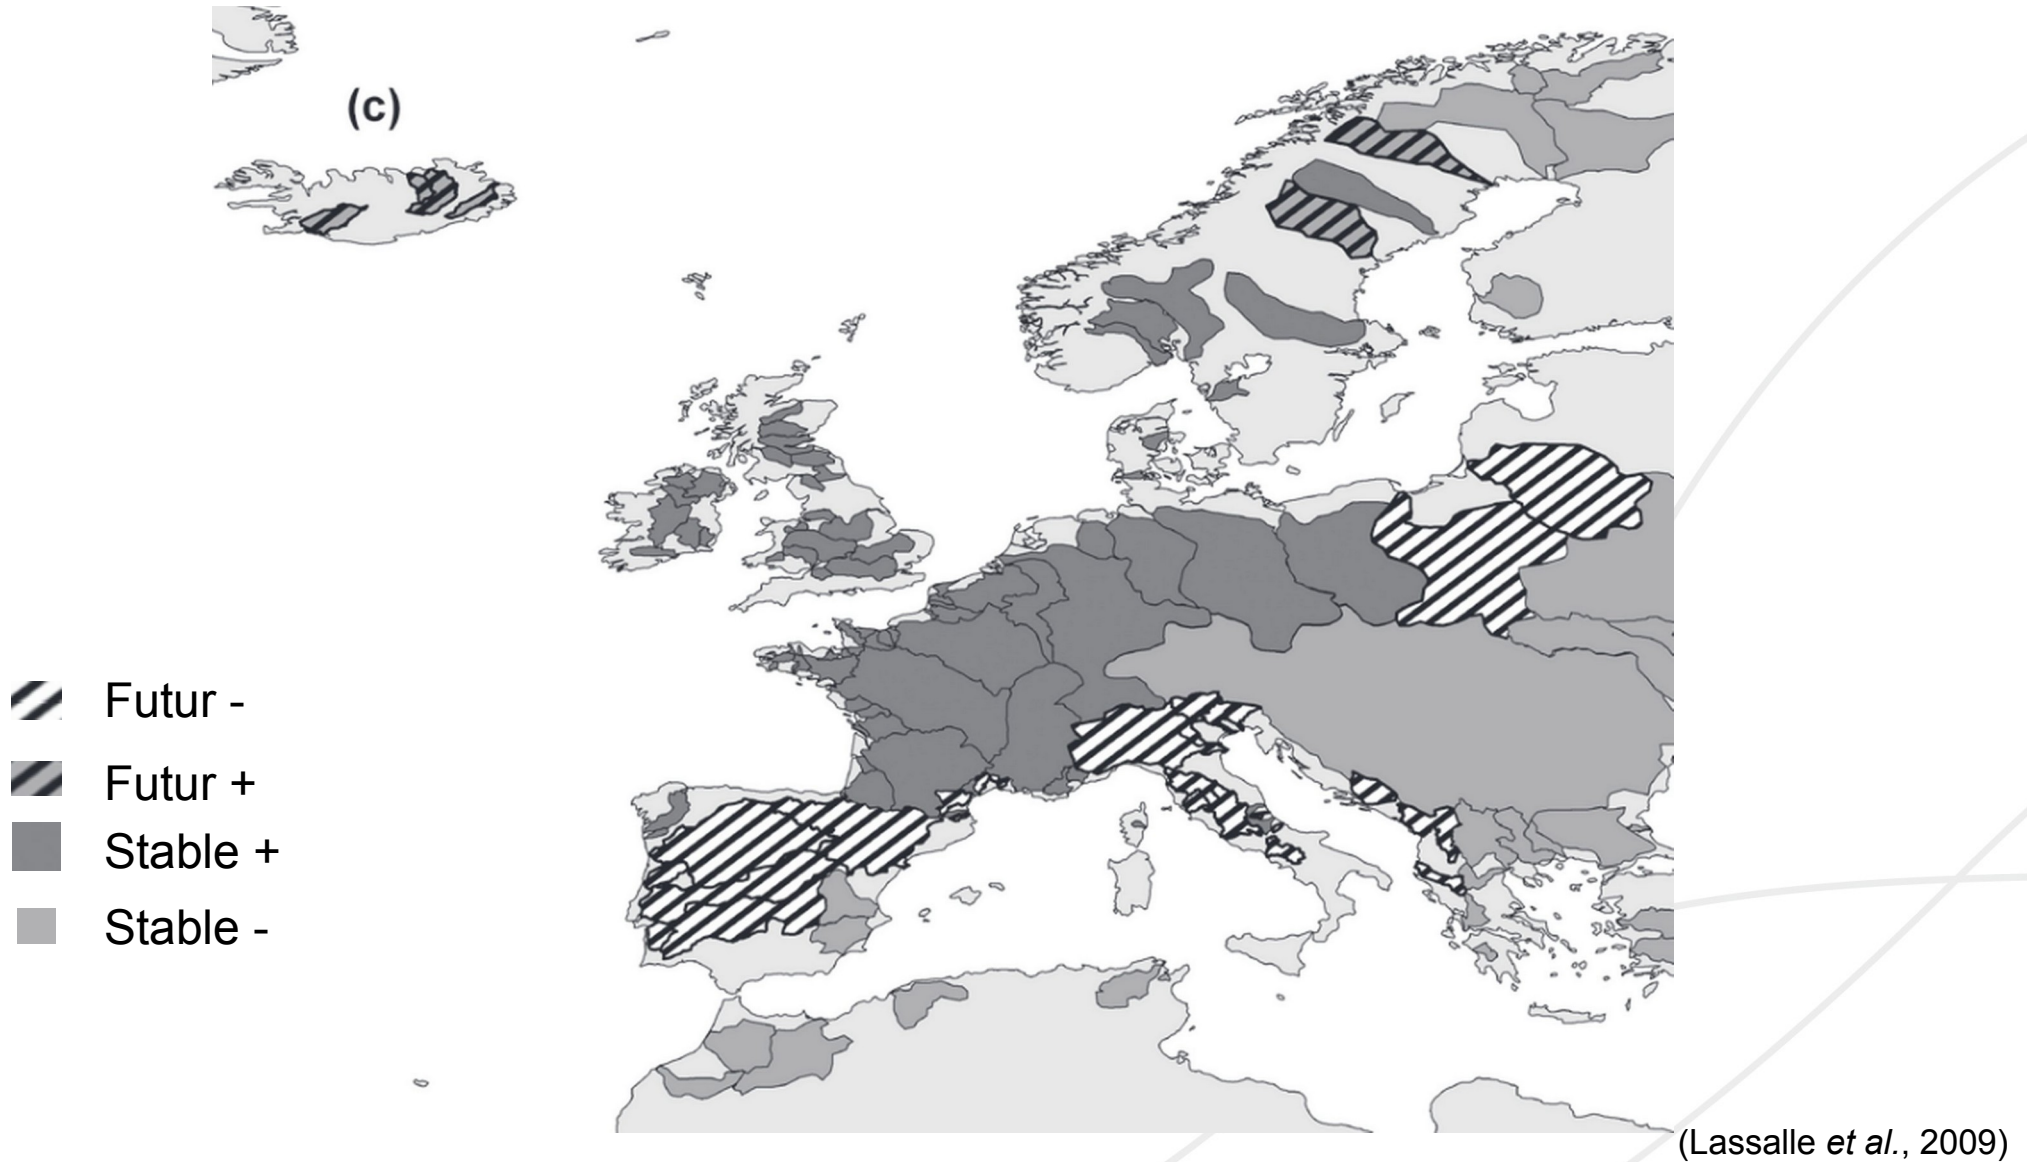 (c)
Futur -
Futur +
Stable +
Stable -
(Lassalle et al., 2009)